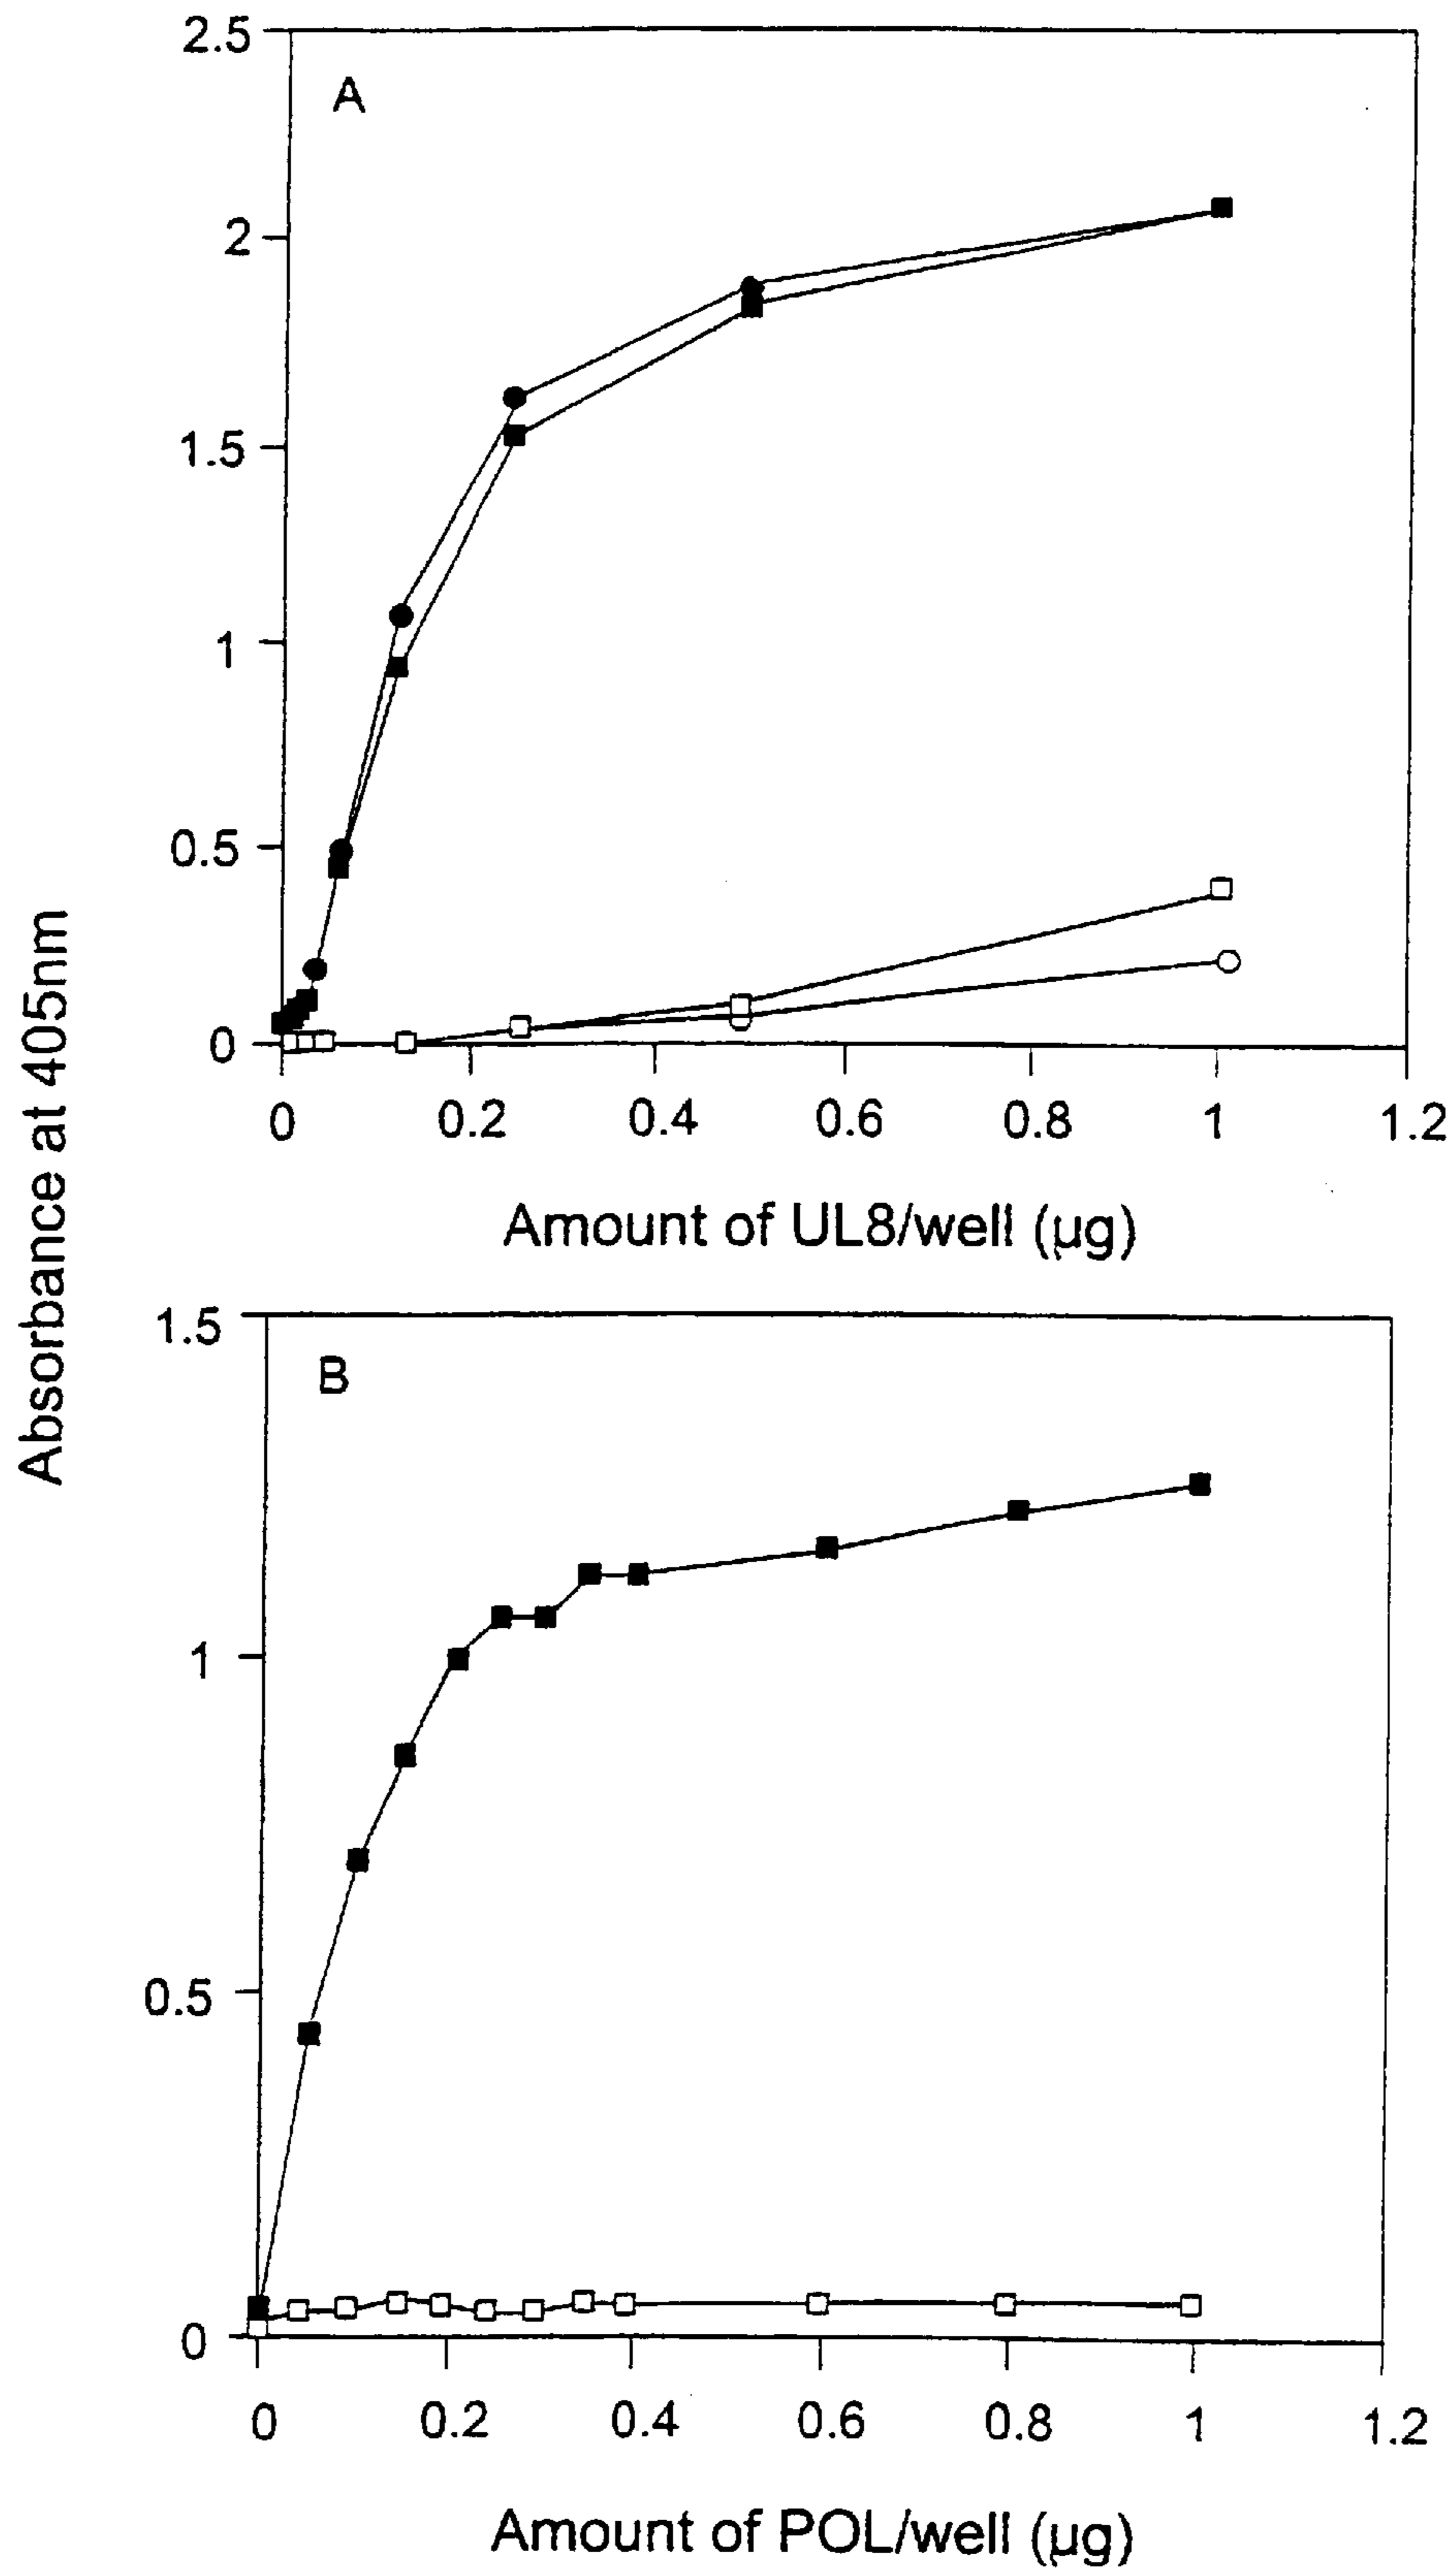 A
2.5
2
1.5
1
0.5
0
0 0.2 0.4 0.6 0.8 1 1.2
Amount of UL8/well (µg)
Absorbance at 405nm
B
1.5
1
0.5
0
0 0.2 0.4 0.6 0.8 1 1.2
Amount of POL/well (µg)